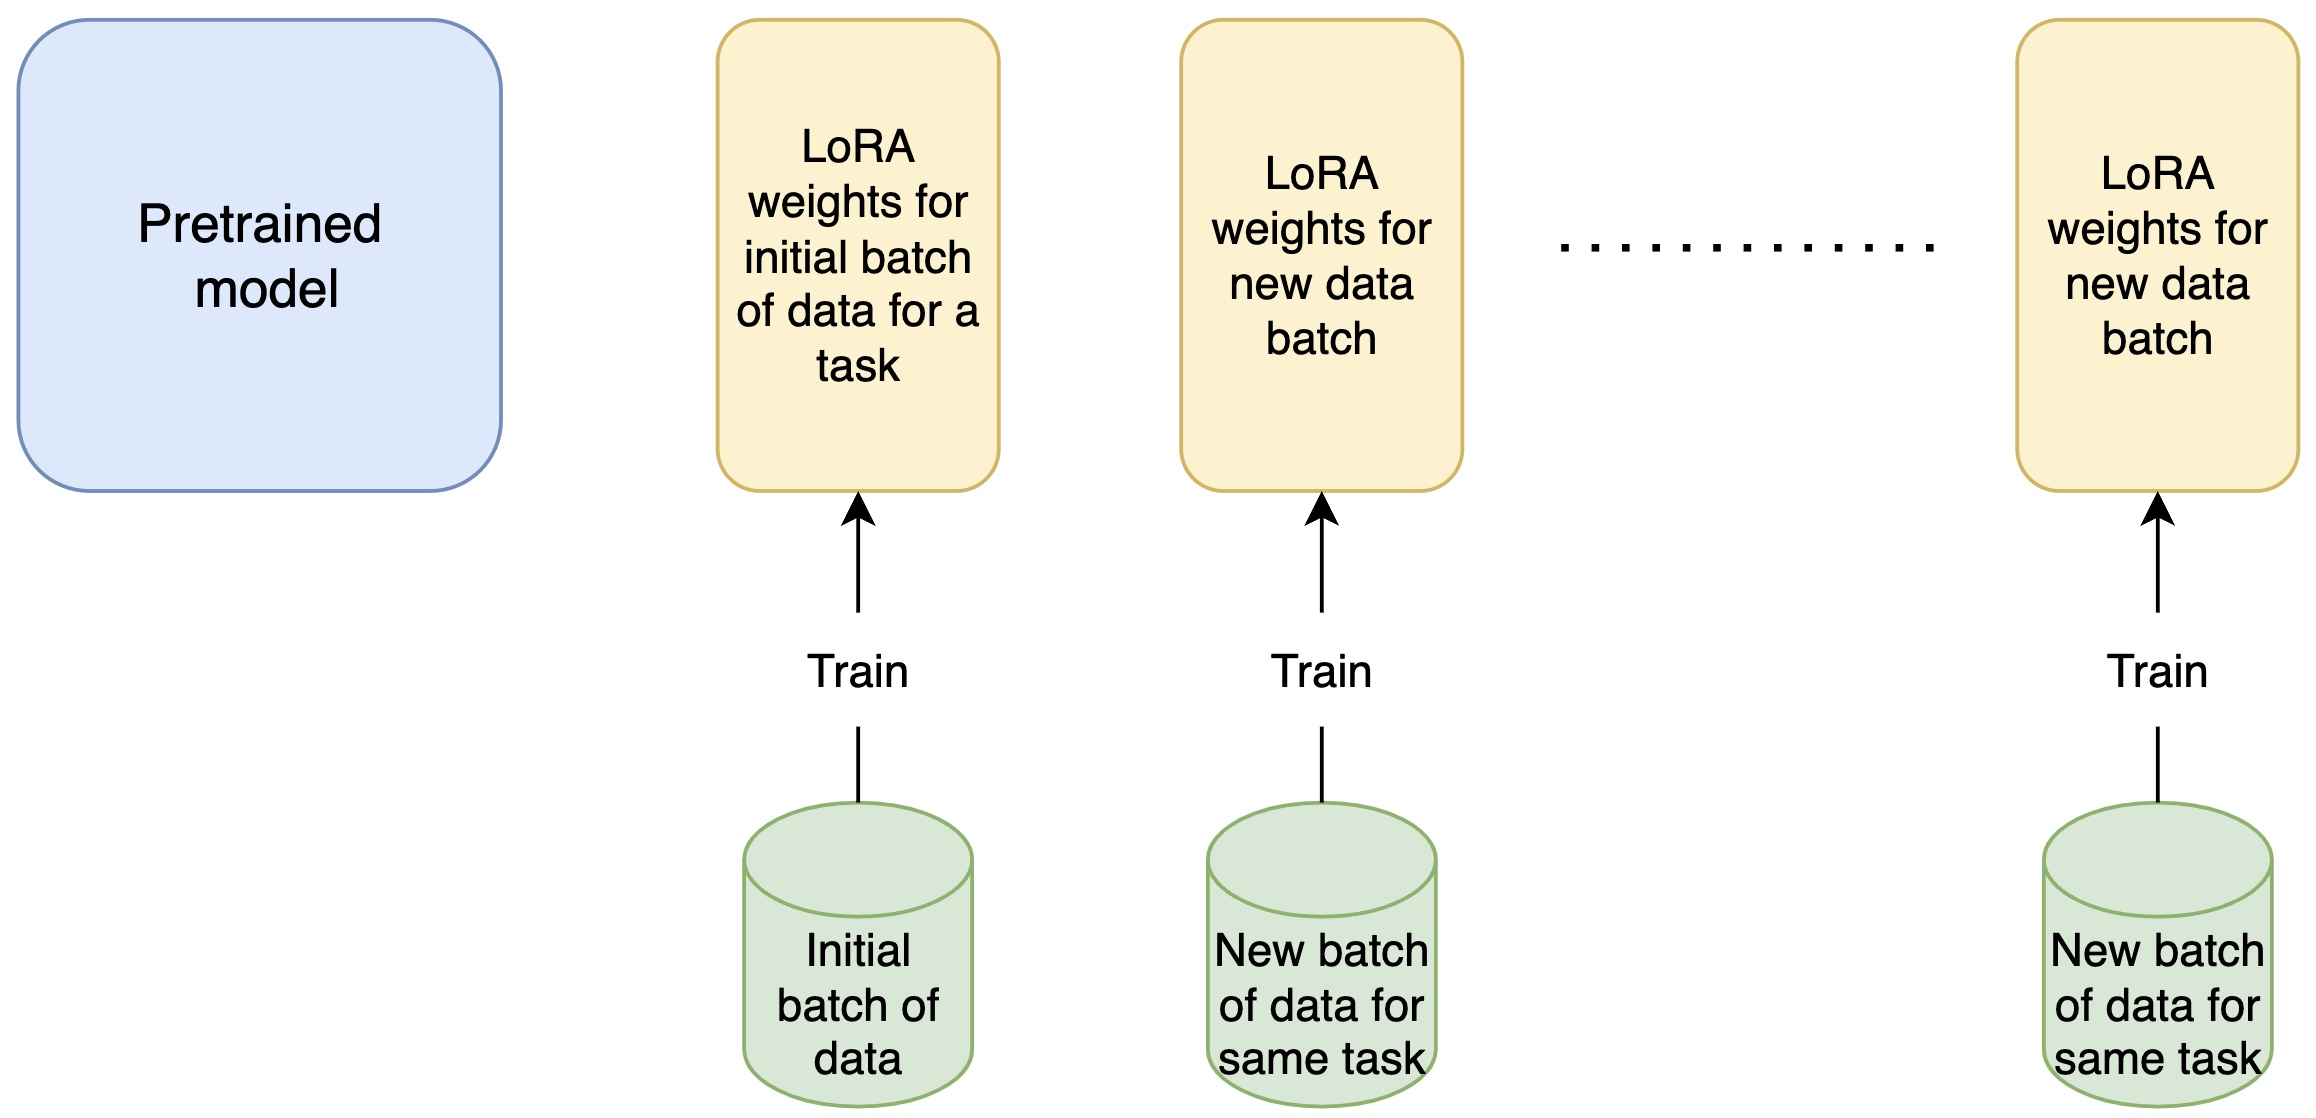 Pretrained
model
LoRA
weights for
initial batch
of data for a
task
LoRA
weights for
new data
batch
LoRA
weights for
new data
batch
Train
Train
Train
Initial
batch of
data
New batch
of data for
same task
New batch
of data for
same task